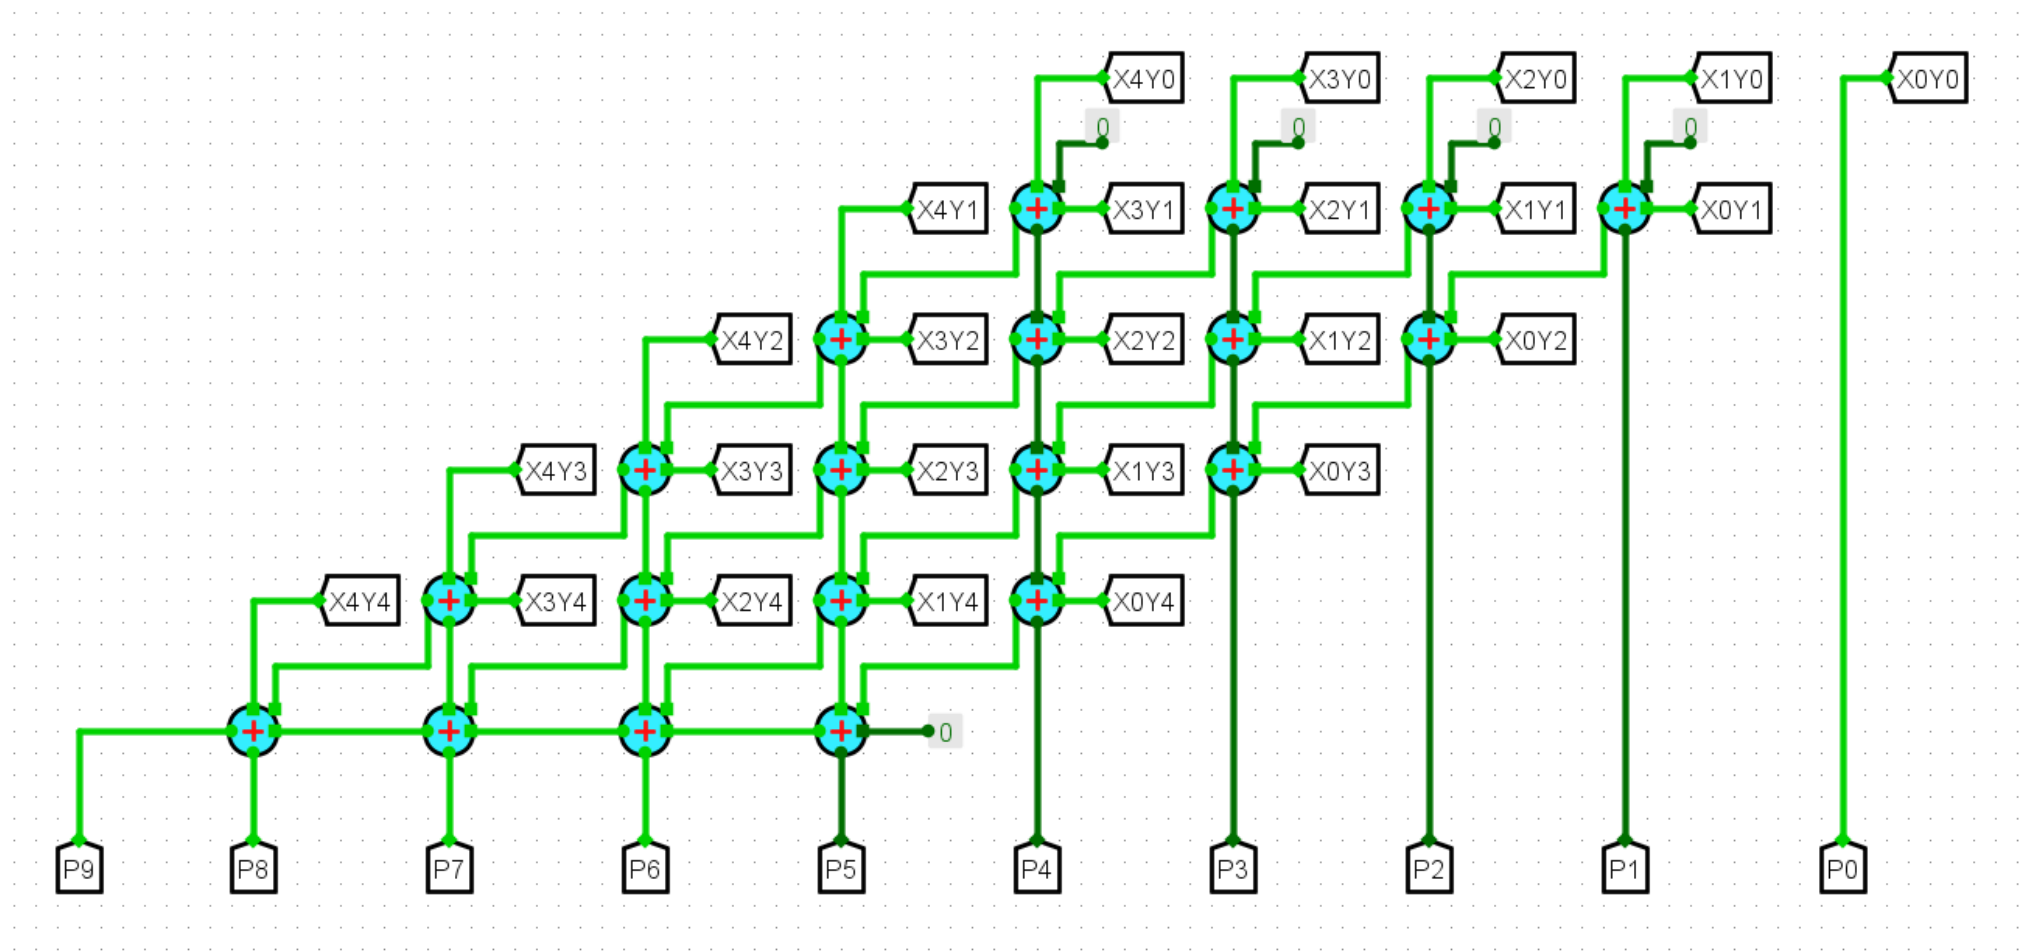 X4Y0 X3Y0 X2Y0 X1Y0 X0Y0
0 0 0 0
X4Y1 X3Y1 X2Y1 X1Y1 X0Y1
X4Y2 X3Y2 X2Y2 X1Y2 X0Y2
X4Y3 X3Y3 X2Y3 X1Y3 X0Y3
X4Y4 X3Y4 X2Y4 X1Y4 X0Y4
0
P9 P8 P7 P6 P5 P4 P3 P2 P1 P0